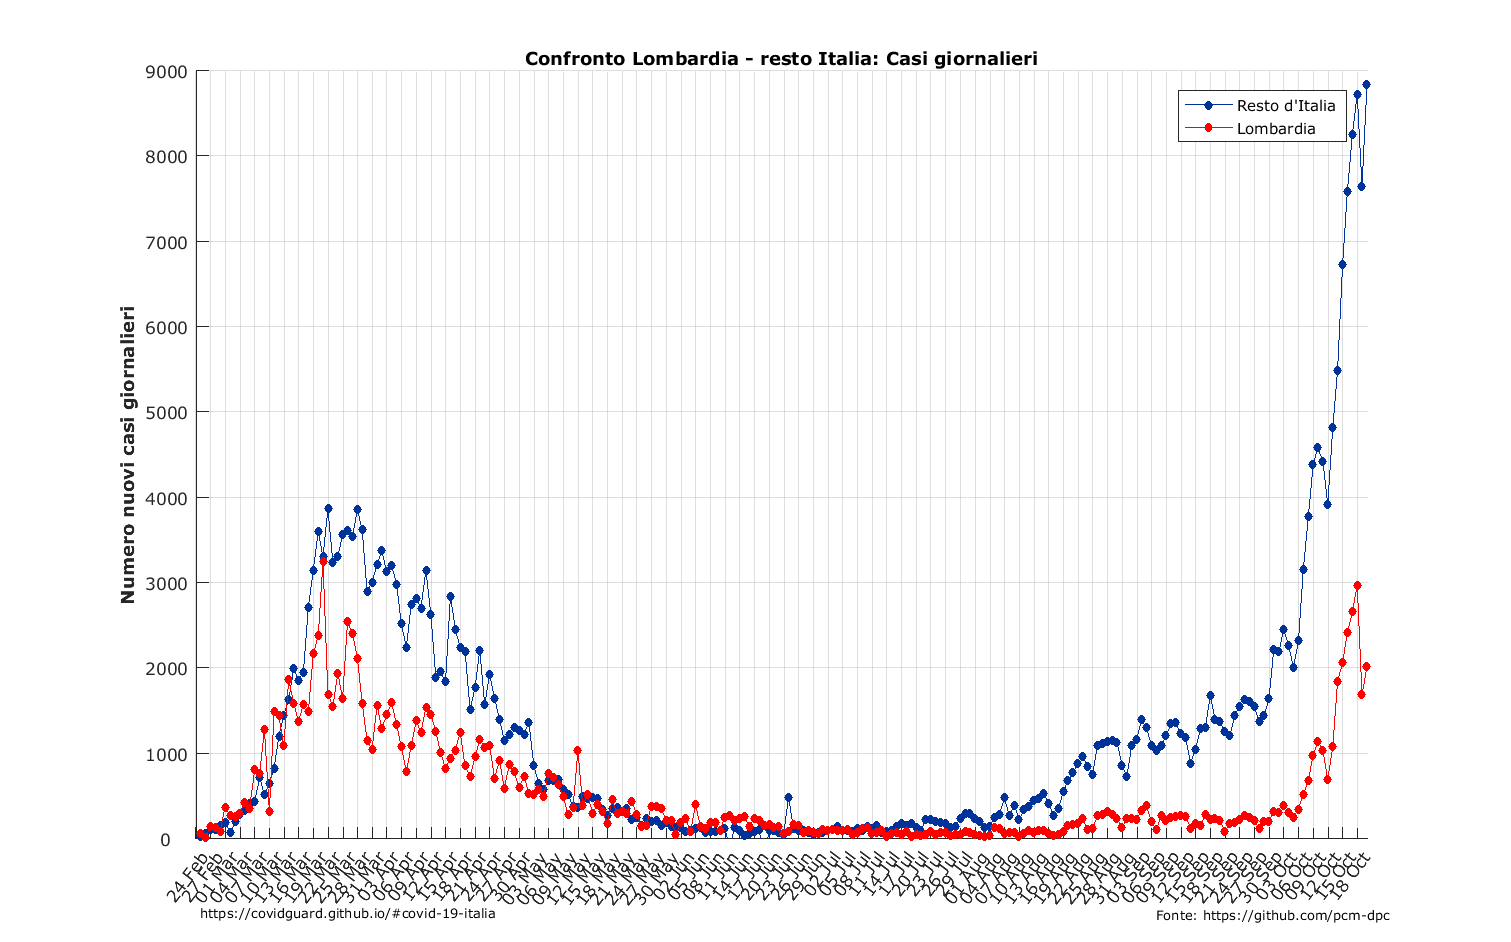 Confronto Lombardia - resto Italia: Casi giornalieri
Resto d'Italia
Lombardia
Numero nuovi casi giornalieri
9000
8000
7000
6000
5000
4000
3000
2000
1000
0
24 Feb
27 Feb
01 Mar
04 Mar
07 Mar
10 Mar
13 Mar
16 Mar
19 Mar
22 Mar
25 Mar
28 Mar
31 Mar
03 Apr
06 Apr
09 Apr
12 Apr
15 Apr
18 Apr
21 Apr
24 Apr
27 Apr
30 Apr
03 May
06 May
09 May
12 May
15 May
18 May
21 May
24 May
27 May
30 May
02 Jun
05 Jun
08 Jun
11 Jun
14 Jun
17 Jun
20 Jun
23 Jun
26 Jun
29 Jun
02 Jul
05 Jul
08 Jul
11 Jul
14 Jul
17 Jul
20 Jul
23 Jul
26 Jul
29 Jul
01 Aug
04 Aug
07 Aug
10 Aug
13 Aug
16 Aug
19 Aug
22 Aug
25 Aug
28 Aug
31 Aug
03 Sep
06 Sep
09 Sep
12 Sep
15 Sep
18 Sep
21 Sep
24 Sep
27 Sep
30 Sep
03 Oct
06 Oct
09 Oct
12 Oct
15 Oct
18 Oct
https://covidguard.github.io/#covid-19-italia
Fonte: https://github.com/pcm-dpc